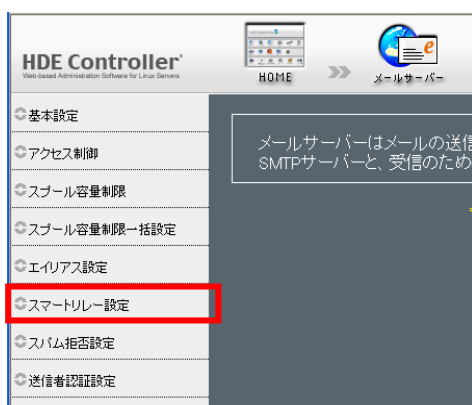 HDE Controller
Web-based Administration Software for Linux Servers
HOME
メールサーバー
基本設定
アクセス制御
スプール容量制限
スプール容量制限一括設定
エイリアス設定
スマートリレー設定
スパム拒否設定
送信者認証設定
メールサーバーはメールの送信
SMTPサーバーと、受信のため